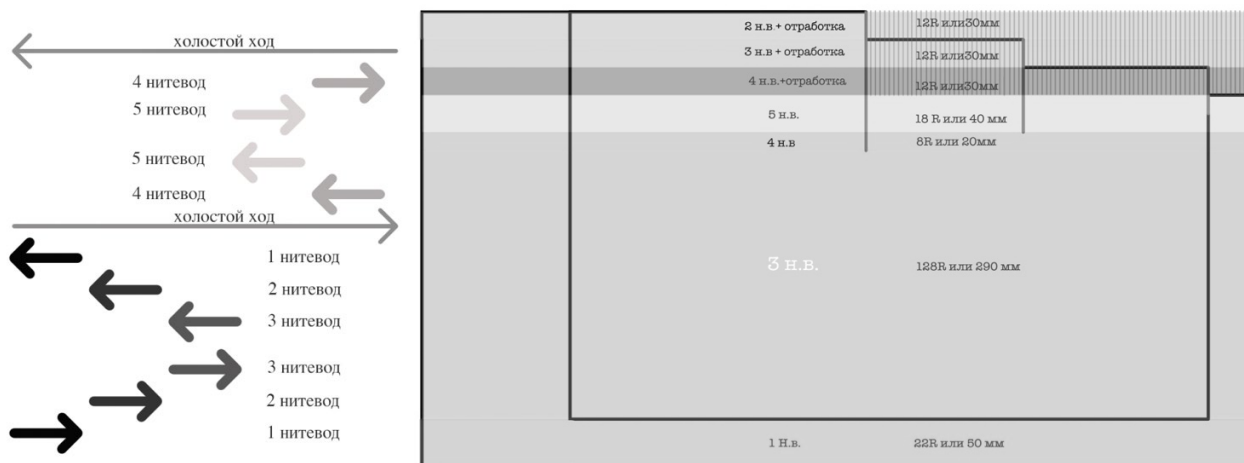 холостой ход
4 нитевод
5 нитевод
5 нитевод
4 нитевод
холостой ход
1 нитевод
2 нитевод
3 нитевод
3 нитевод
2 нитевод
1 нитевод
2 н.в + отработка 12R или30мм
3 н.в + отработка 12R или30мм
4 н.в.+отработка 12R или30мм
5 н.в. 18 R или 40 мм
4 н.в 8R или 20мм
3 н.в. 128R или 290 мм
1 н.в. 22R или 50 мм